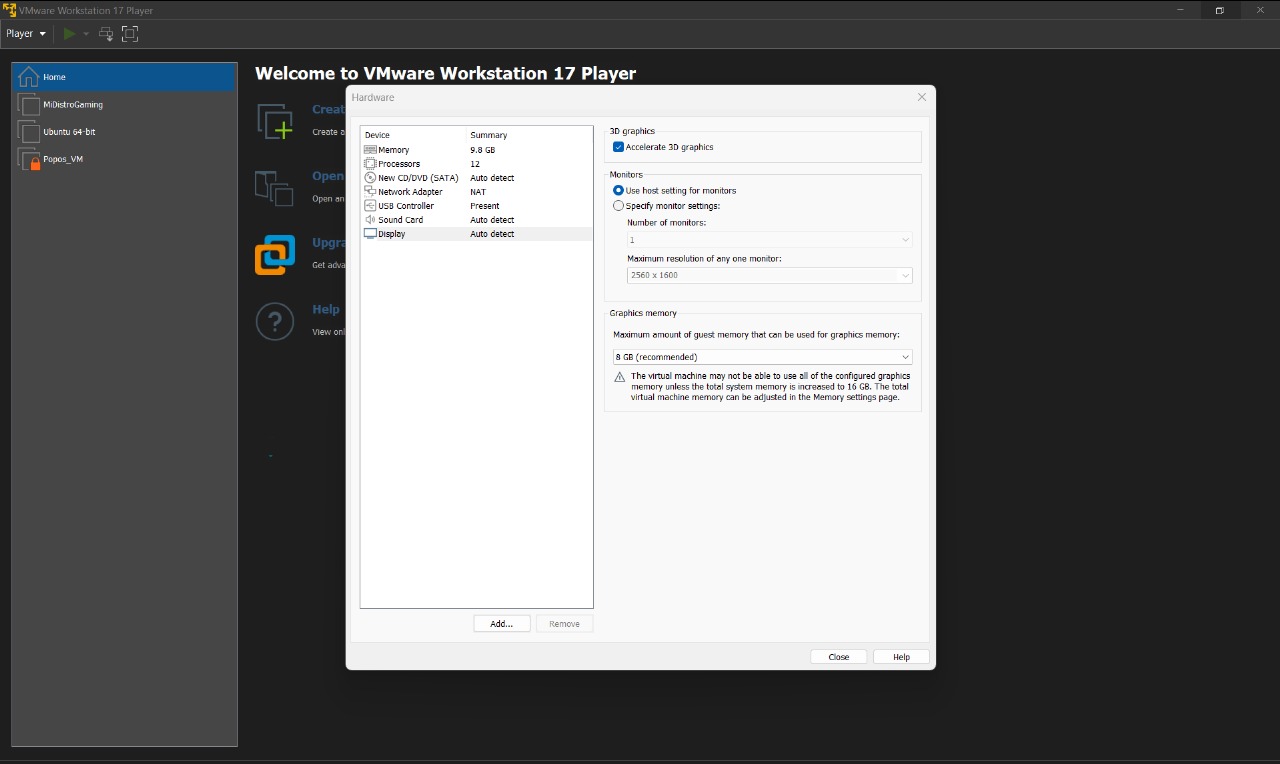 VMware Workstation 17 Player
Player
Home
MiDistroGaming
Ubuntu 64-bit
Popos_VM
Welcome to VMware Workstation 17 Player
Creat
Create a
Open
Open an
Upgra
Get adva
Help
View onl
Hardware
Device Summary
Memory 9.8 GB
Processors 12
New CD/DVD (SATA) Auto detect
Network Adapter NAT
USB Controller Present
Sound Card Auto detect
Display Auto detect
Add...
Remove
3D graphics
Accelerate 3D graphics
Monitors
Use host setting for monitors
Specify monitor settings:
Number of monitors:
1
Maximum resolution of any one monitor:
2560 x 1600
Graphics memory
Maximum amount of guest memory that can be used for graphics memory:
8 GB (recommended)
The virtual machine may not be able to use all of the configured graphics
memory unless the total system memory is increased to 16 GB. The total
virtual machine memory can be adjusted in the Memory settings page.
Close
Help